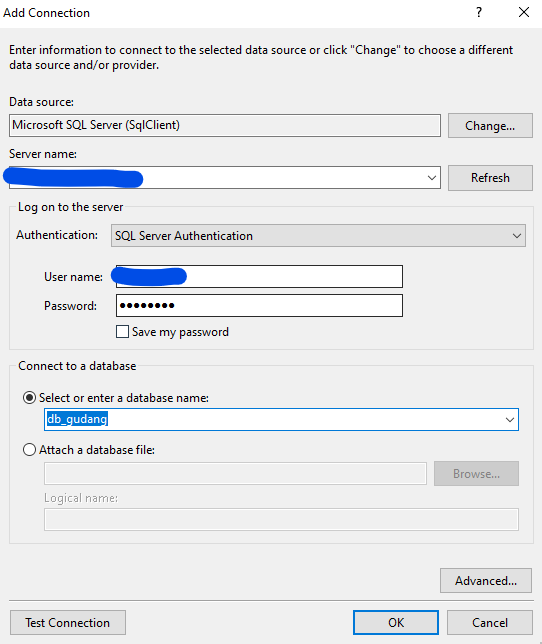 Add Connection
?
Enter information to connect to the selected data source or click "Change" to choose a different
data source and/or provider.
Data source:
Microsoft SQL Server (SqlClient)
Change...
Server name:
Refresh
Log on to the server
Authentication:
SQL Server Authentication
User name:
Password:
●●●●●●●●
Save my password
Connect to a database
Select or enter a database name:
db_gudang
Attach a database file:
Browse...
Logical name:
Advanced...
Test Connection
OK
Cancel